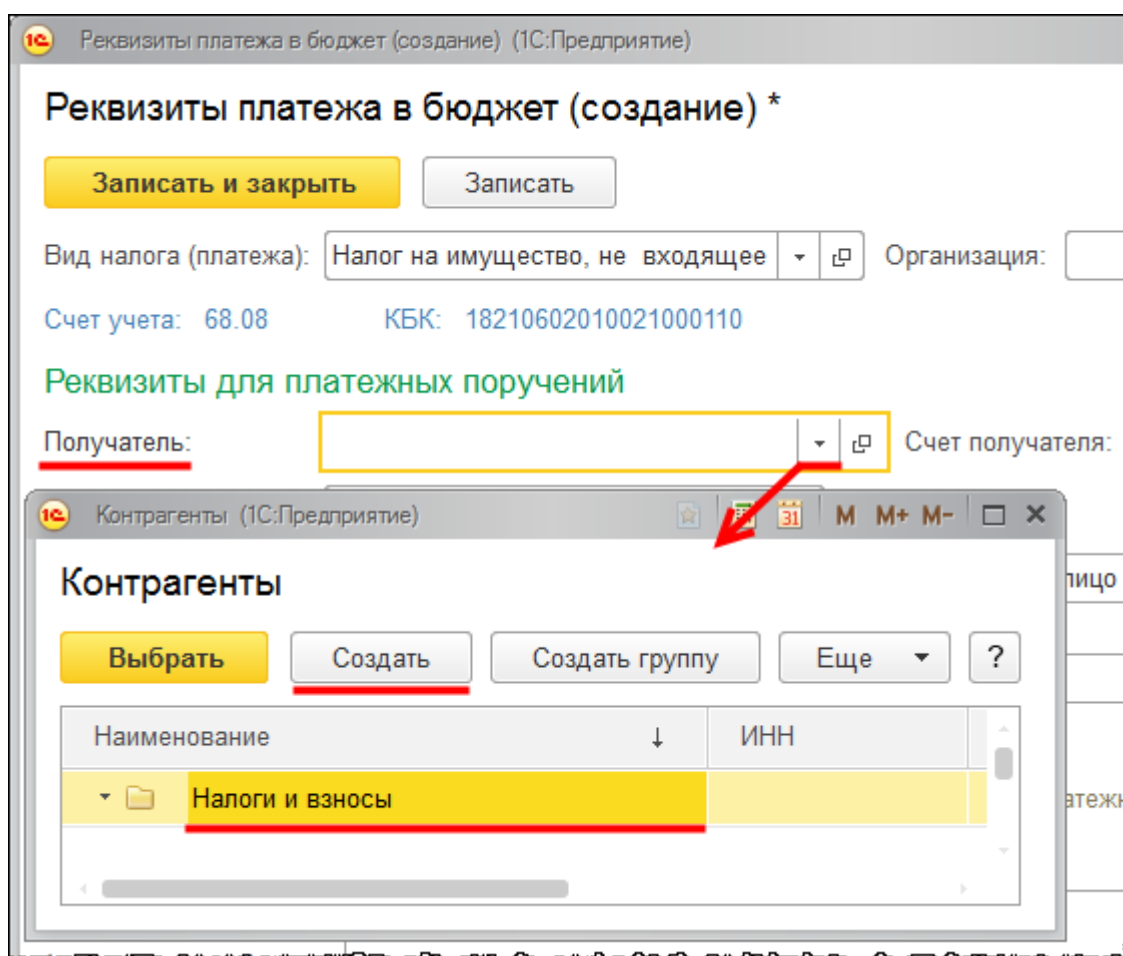 Реквизиты платежа в бюджет (создание) (1С:Предприятие)
Реквизиты платежа в бюджет (создание) *
Записать и закрыть Записать
Вид налога (платежа): Налог на имущество, не входящее Организация:
Счет учета: 68.08 КБК: 18210602010021000110
Реквизиты для платежных поручений
Получатель: Счет получателя:
Контрагенты (1С:Предприятие) 31 M M+ M-
Контрагенты
лицо
Выбрать Создать Создать группу Еще ?
Наименование ↓ ИНН
Налоги и взносы